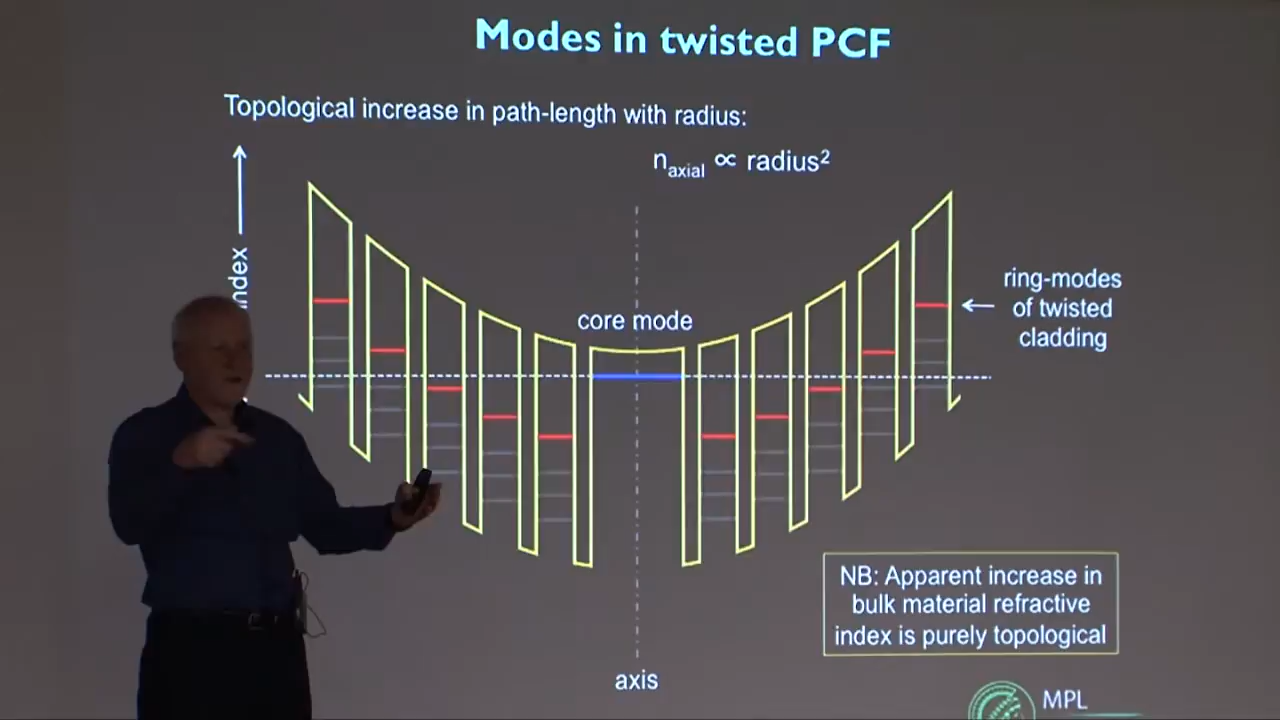 Modes in twisted PCF
Topological increase in path-length with radius:
n_axial ∝ radius²
core mode
ring-modes
of twisted
cladding
NB: Apparent increase in
bulk material refractive
index is purely topological
axis
MPL